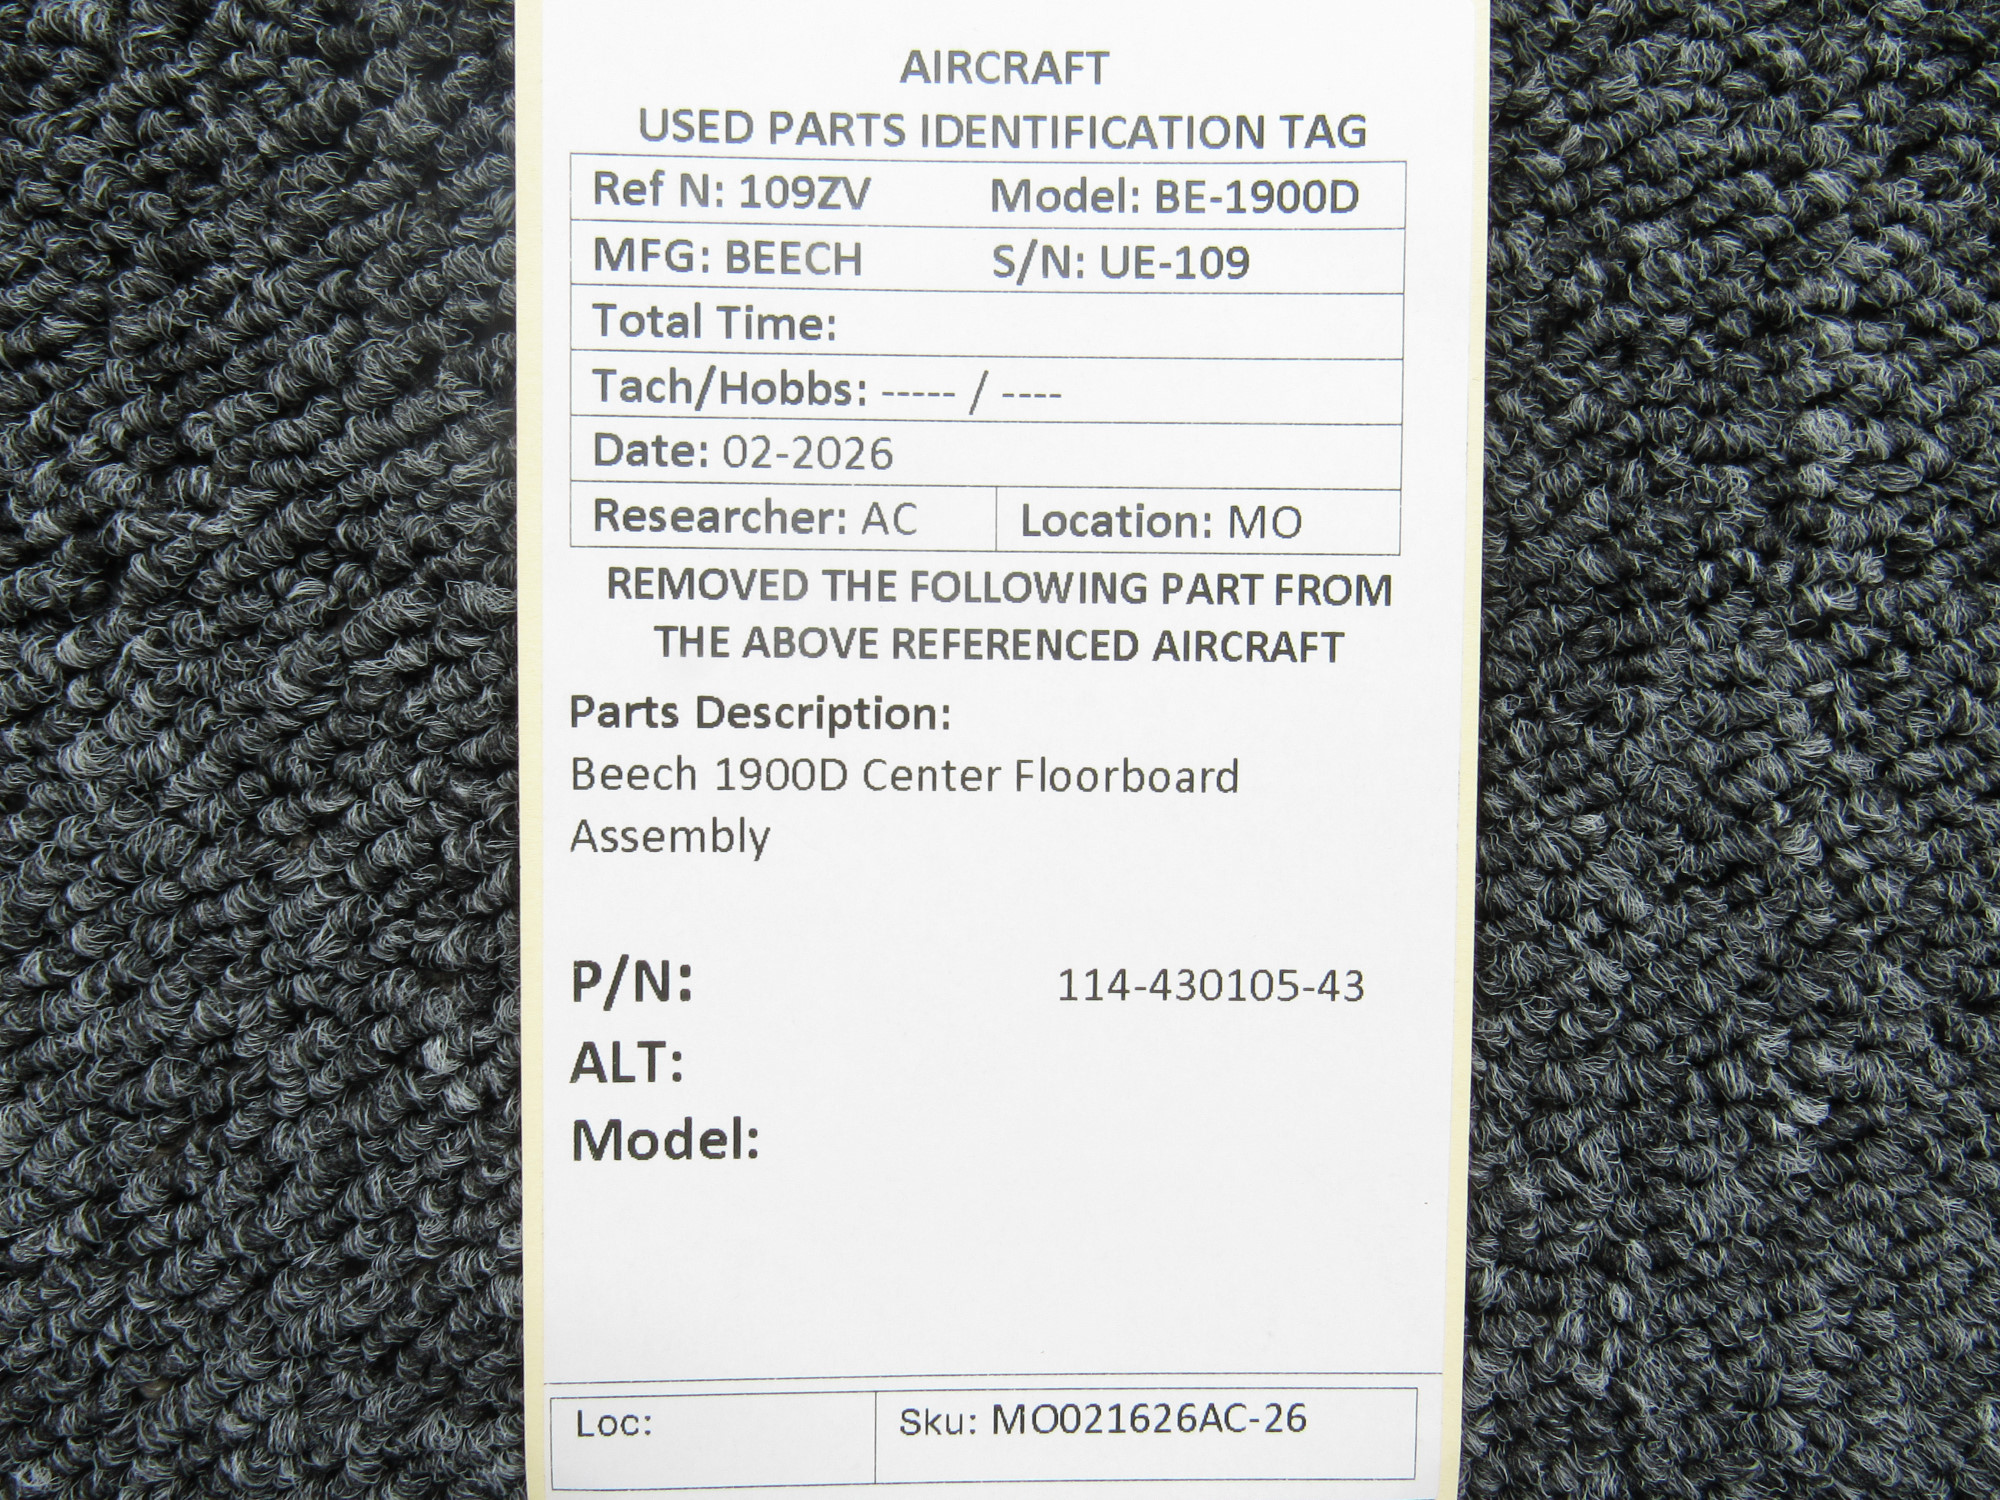 AIRCRAFT
USED PARTS IDENTIFICATION TAG
Ref N: 109ZV Model: BE-1900D
MFG: BEECH S/N: UE-109
Total Time:
Tach/Hobbs: ----- / ----
Date: 02-2026
Researcher: AC Location: MO
REMOVED THE FOLLOWING PART FROM
THE ABOVE REFERENCED AIRCRAFT
Parts Description:
Beech 1900D Center Floorboard
Assembly
P/N: 114-430105-43
ALT:
Model:
Loc: Sku: MO021626AC-26